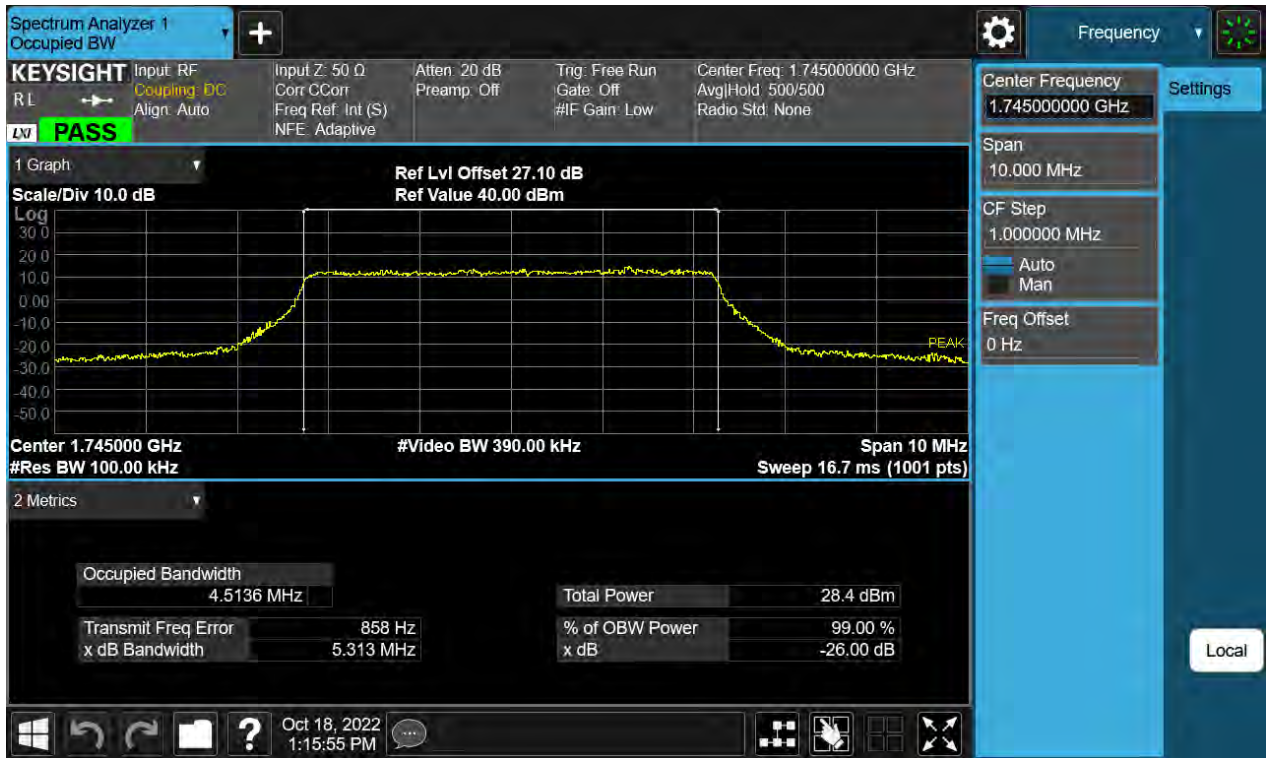 Spectrum Analyzer 1
Occupied BW
+
Frequency
KEYSIGHT
RL
LXI
PASS
Input: RF
Coupling: DC
Align: Auto
Input Z: 50 Ω
Corr CCorr
Freq Ref: Int (S)
NFE: Adaptive
Atten: 20 dB
Preamp: Off
Trig: Free Run
Gate: Off
#IF Gain: Low
Center Freq: 1.745000000 GHz
Avg|Hold: 500/500
Radio Std: None
Center Frequency
1.745000000 GHz
Settings
Span
10.000 MHz
CF Step
1.000000 MHz
Auto
Man
Freq Offset
0 Hz
1 Graph
Scale/Div 10.0 dB
Ref Lvl Offset 27.10 dB
Ref Value 40.00 dBm
Log
30.0
20.0
10.0
0.00
-10.0
-20.0
-30.0
-40.0
-50.0
PEAK
Center 1.745000 GHz
#Video BW 390.00 kHz
Span 10 MHz
#Res BW 100.00 kHz
Sweep 16.7 ms (1001 pts)
2 Metrics
Occupied Bandwidth
4.5136 MHz
Total Power 28.4 dBm
Transmit Freq Error 858 Hz
% of OBW Power 99.00 %
x dB Bandwidth 5.313 MHz
x dB -26.00 dB
Local
?
Oct 18, 2022
1:15:55 PM